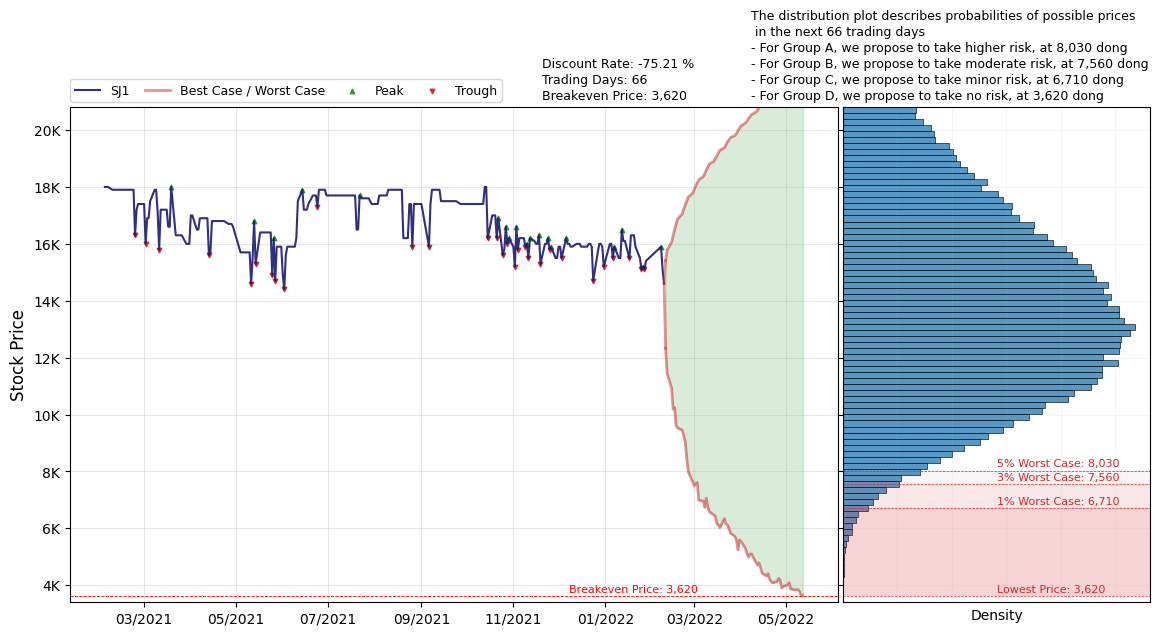 The distribution plot describes probabilities of possible prices
in the next 66 trading days
- For Group A, we propose to take higher risk, at 8,030 dong
- For Group B, we propose to take moderate risk, at 7,560 dong
- For Group C, we propose to take minor risk, at 6,710 dong
- For Group D, we propose to take no risk, at 3,620 dong
Discount Rate: -75.21 %
Trading Days: 66
Breakeven Price: 3,620
SJ1
Best Case / Worst Case
Peak
Trough
Stock Price
20K
18K
16K
14K
12K
10K
8K
6K
4K
03/2021
05/2021
07/2021
09/2021
11/2021
01/2022
03/2022
05/2022
Breakeven Price: 3,620
5% Worst Case: 8,030
3% Worst Case: 7,560
1% Worst Case: 6,710
Lowest Price: 3,620
Density